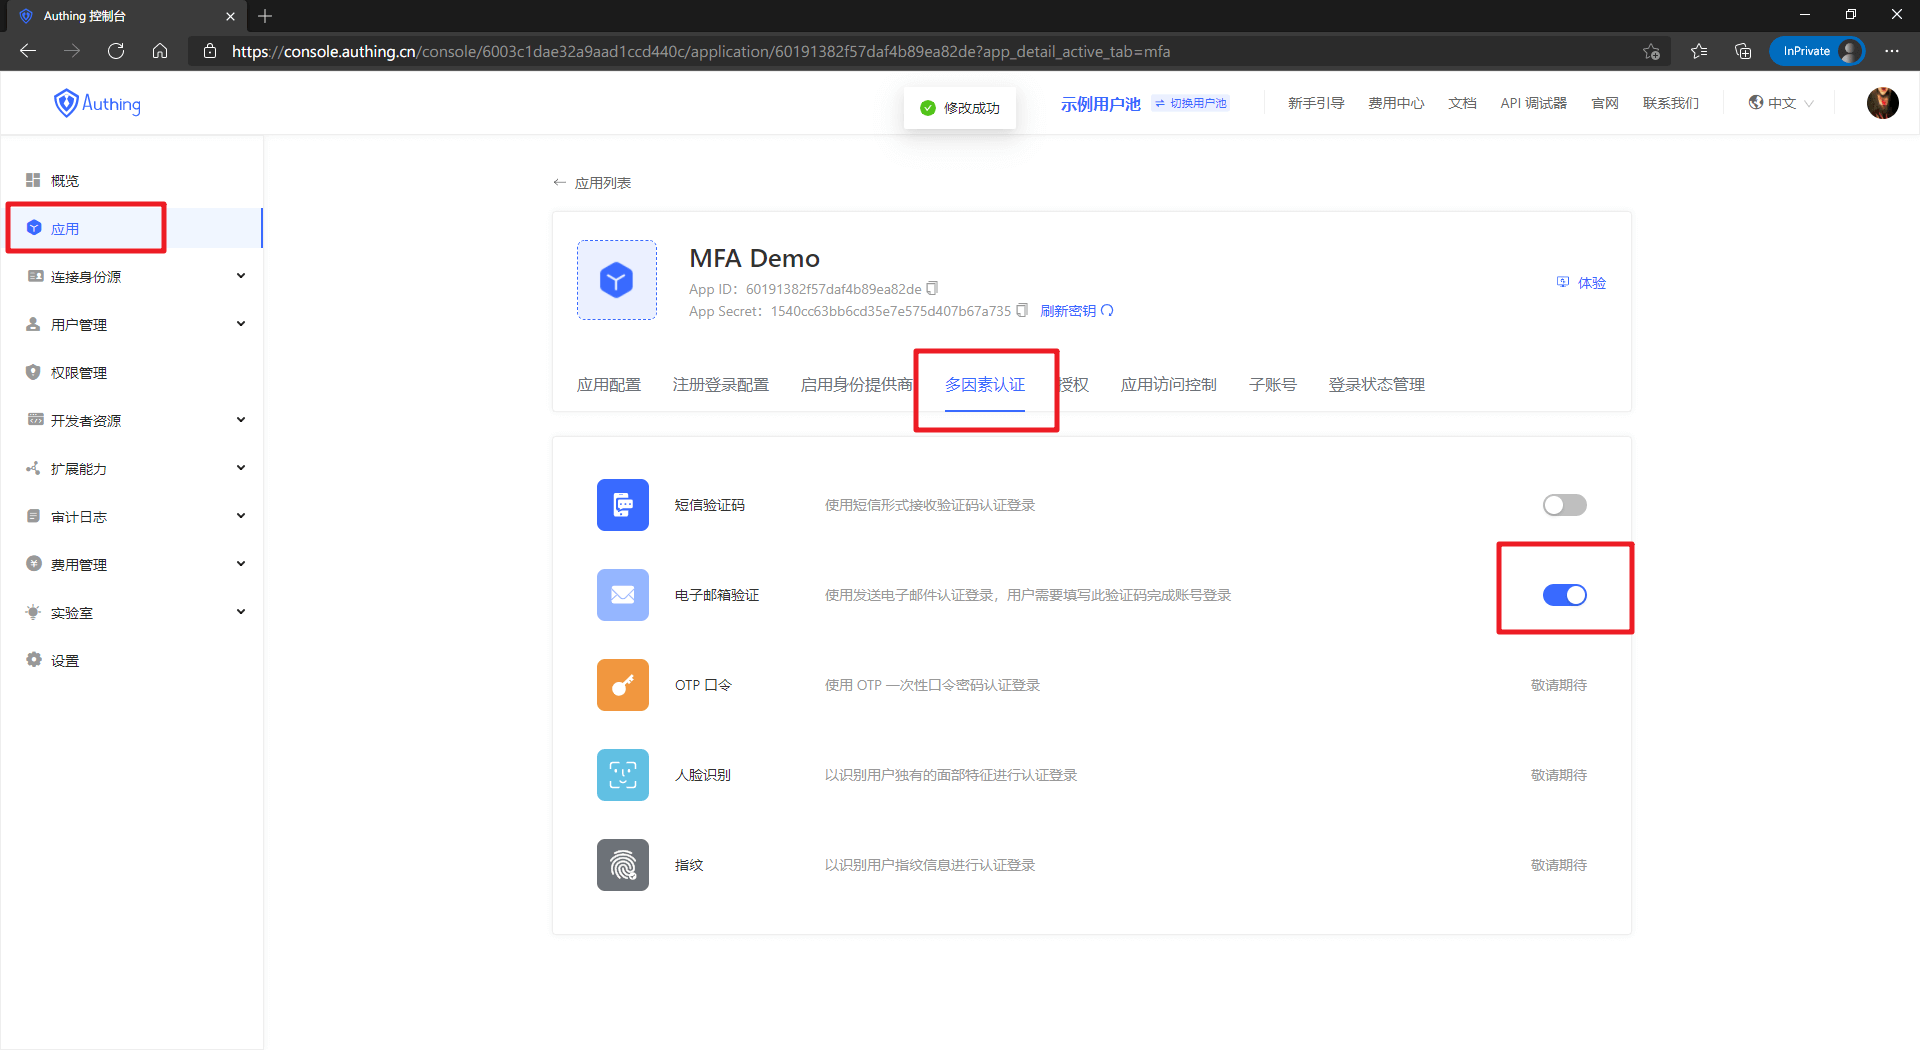 Authing 控制台
https://console.authing.cn/console/6003c1dae32a9aad1ccd440c/application/60191382f57daf4b89ea82de?app_detail_active_tab=mfa
InPrivate
Authing
修改成功
示例用户池
切换用户池
新手引导
费用中心
文档
API 调试器
官网
联系我们
中文
概览
应用
连接身份源
用户管理
权限管理
开发者资源
扩展能力
审计日志
费用管理
实验室
设置
应用列表
MFA Demo
App ID: 60191382f57daf4b89ea82de
App Secret: 1540cc63bb6cd35e7e575d407b67a735 刷新密钥
体验
应用配置
注册登录配置
启用身份提供商
多因素认证
授权
应用访问控制
子账号
登录状态管理
短信验证码 使用短信形式接收验证码认证登录
电子邮箱验证 使用发送电子邮件认证登录，用户需要填写此验证码完成账号登录
OTP 口令 使用 OTP 一次性口令密码认证登录 敬请期待
人脸识别 以识别用户独有的面部特征进行认证登录 敬请期待
指纹 以识别用户指纹信息进行认证登录 敬请期待